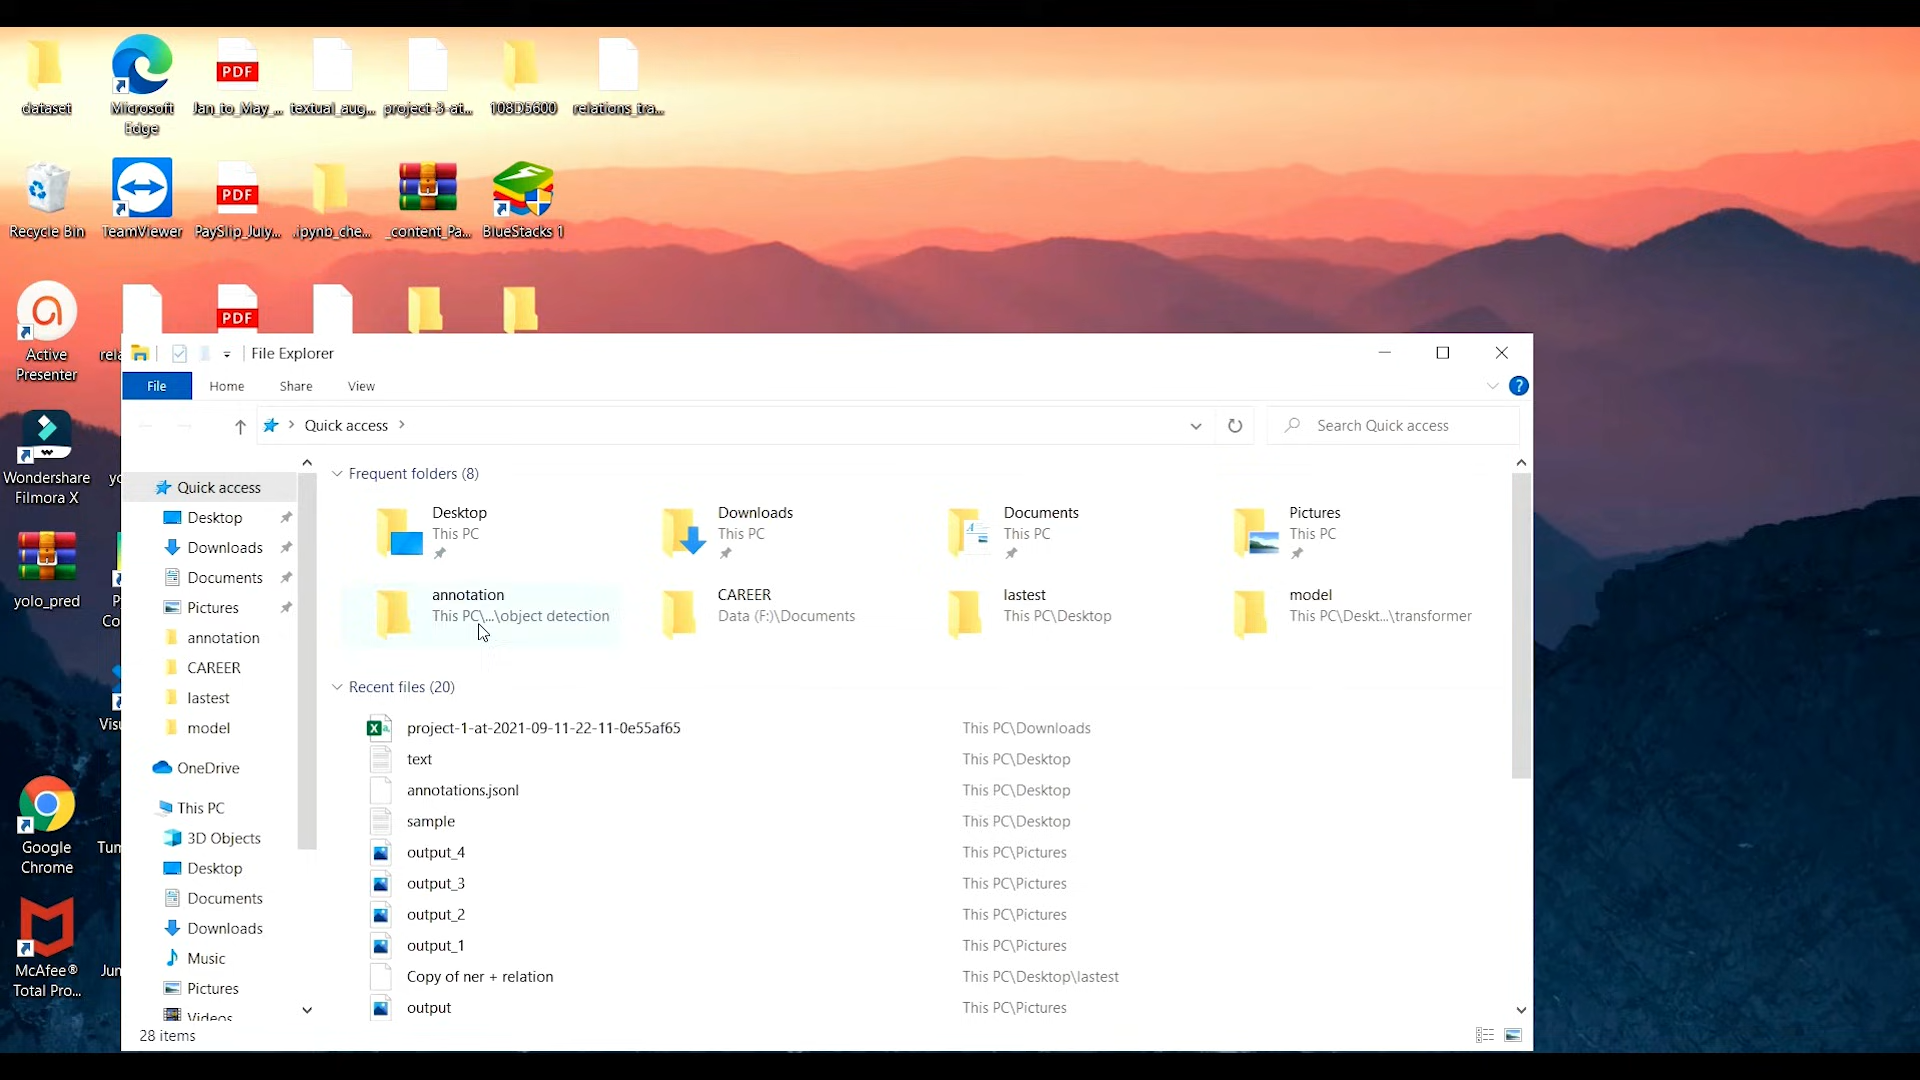 dataset
Microsoft
Edge
PDF
Jan_to_May_...
textual_aug...
project-3-at...
108D5600
relations_tra...
Recycle Bin
TeamViewer
PDF
PaySlip_July...
.ipynb_che...
_content_Pa...
BlueStacks 1
Active
Presenter
PDF
File Explorer
File
Home
Share
View
?
Quick access
Search Quick access
Wondershare
Filmora X
yolo_pred
Google
Chrome
McAfee®
Total Pro...
Quick access
Desktop
Downloads
Documents
Pictures
annotation
CAREER
lastest
model
OneDrive
This PC
3D Objects
Desktop
Documents
Downloads
Music
Pictures
Videos
Frequent folders (8)
Desktop
This PC
Downloads
This PC
Documents
This PC
Pictures
This PC
annotation
This PC\...\object detection
CAREER
Data (F:)\Documents
lastest
This PC\Desktop
model
This PC\Deskt...\transformer
Recent files (20)
project-1-at-2021-09-11-22-11-0e55af65 This PC\Downloads
text This PC\Desktop
annotations.jsonl This PC\Desktop
sample This PC\Desktop
output_4 This PC\Pictures
output_3 This PC\Pictures
output_2 This PC\Pictures
output_1 This PC\Pictures
Copy of ner + relation This PC\Desktop\lastest
output This PC\Pictures
28 items